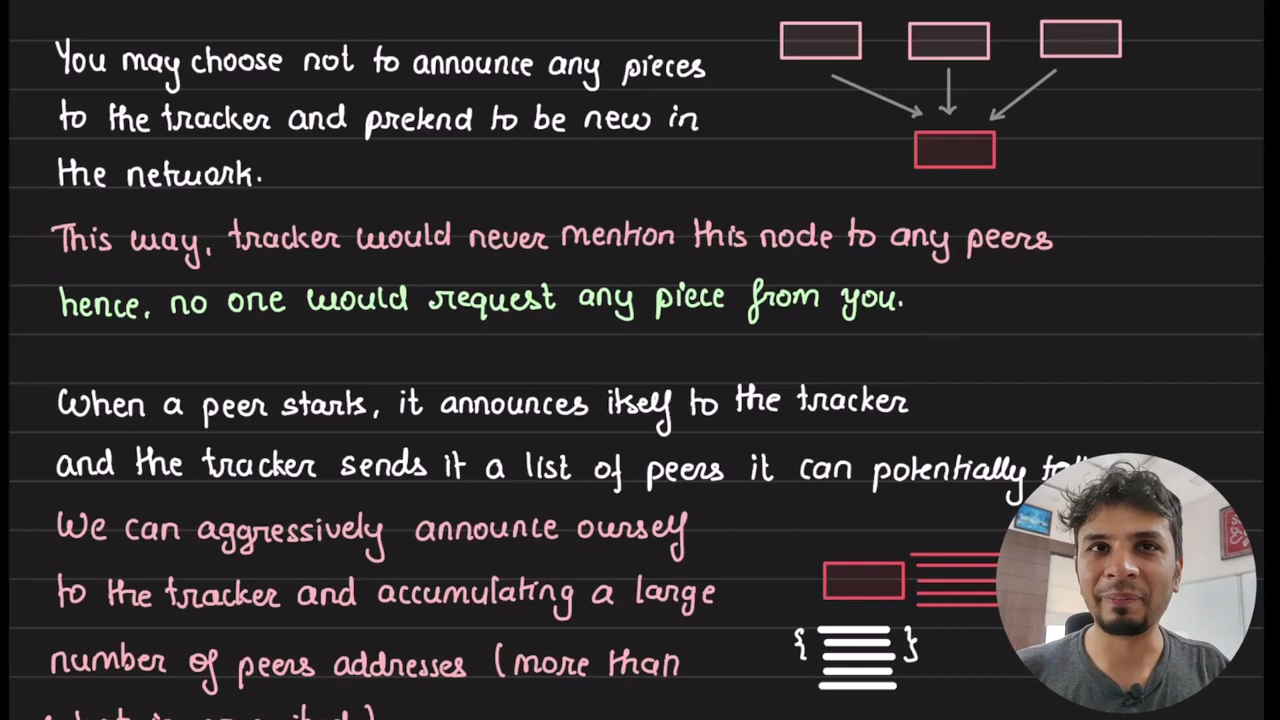 You may choose not to announce any pieces
to the tracker and pretend to be new in
the network.
This way, tracker would never mention this node to any peers
hence, no one would request any piece from you.
When a peer starts, it announces itself to the tracker
and the tracker sends it a list of peers it can potentially
We can aggressively announce ourself
to the tracker and accumulating a large
number of peers addresses (more than
{ }